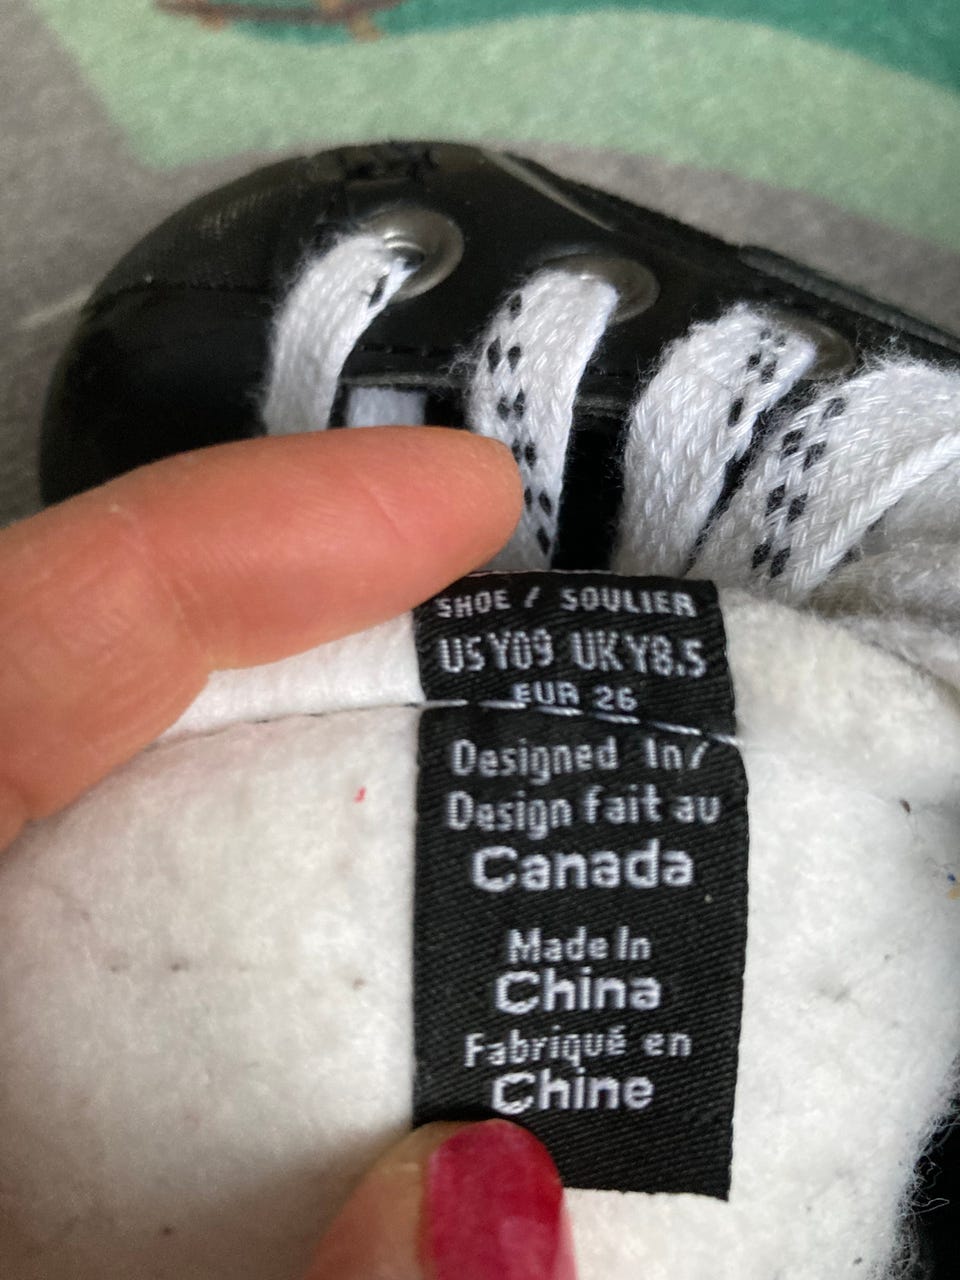 SHOE / SOULIER
US Y09 UK Y8.5
EUR 26
Designed In/
Design fait au
Canada
Made In
China
Fabriqué en
Chine